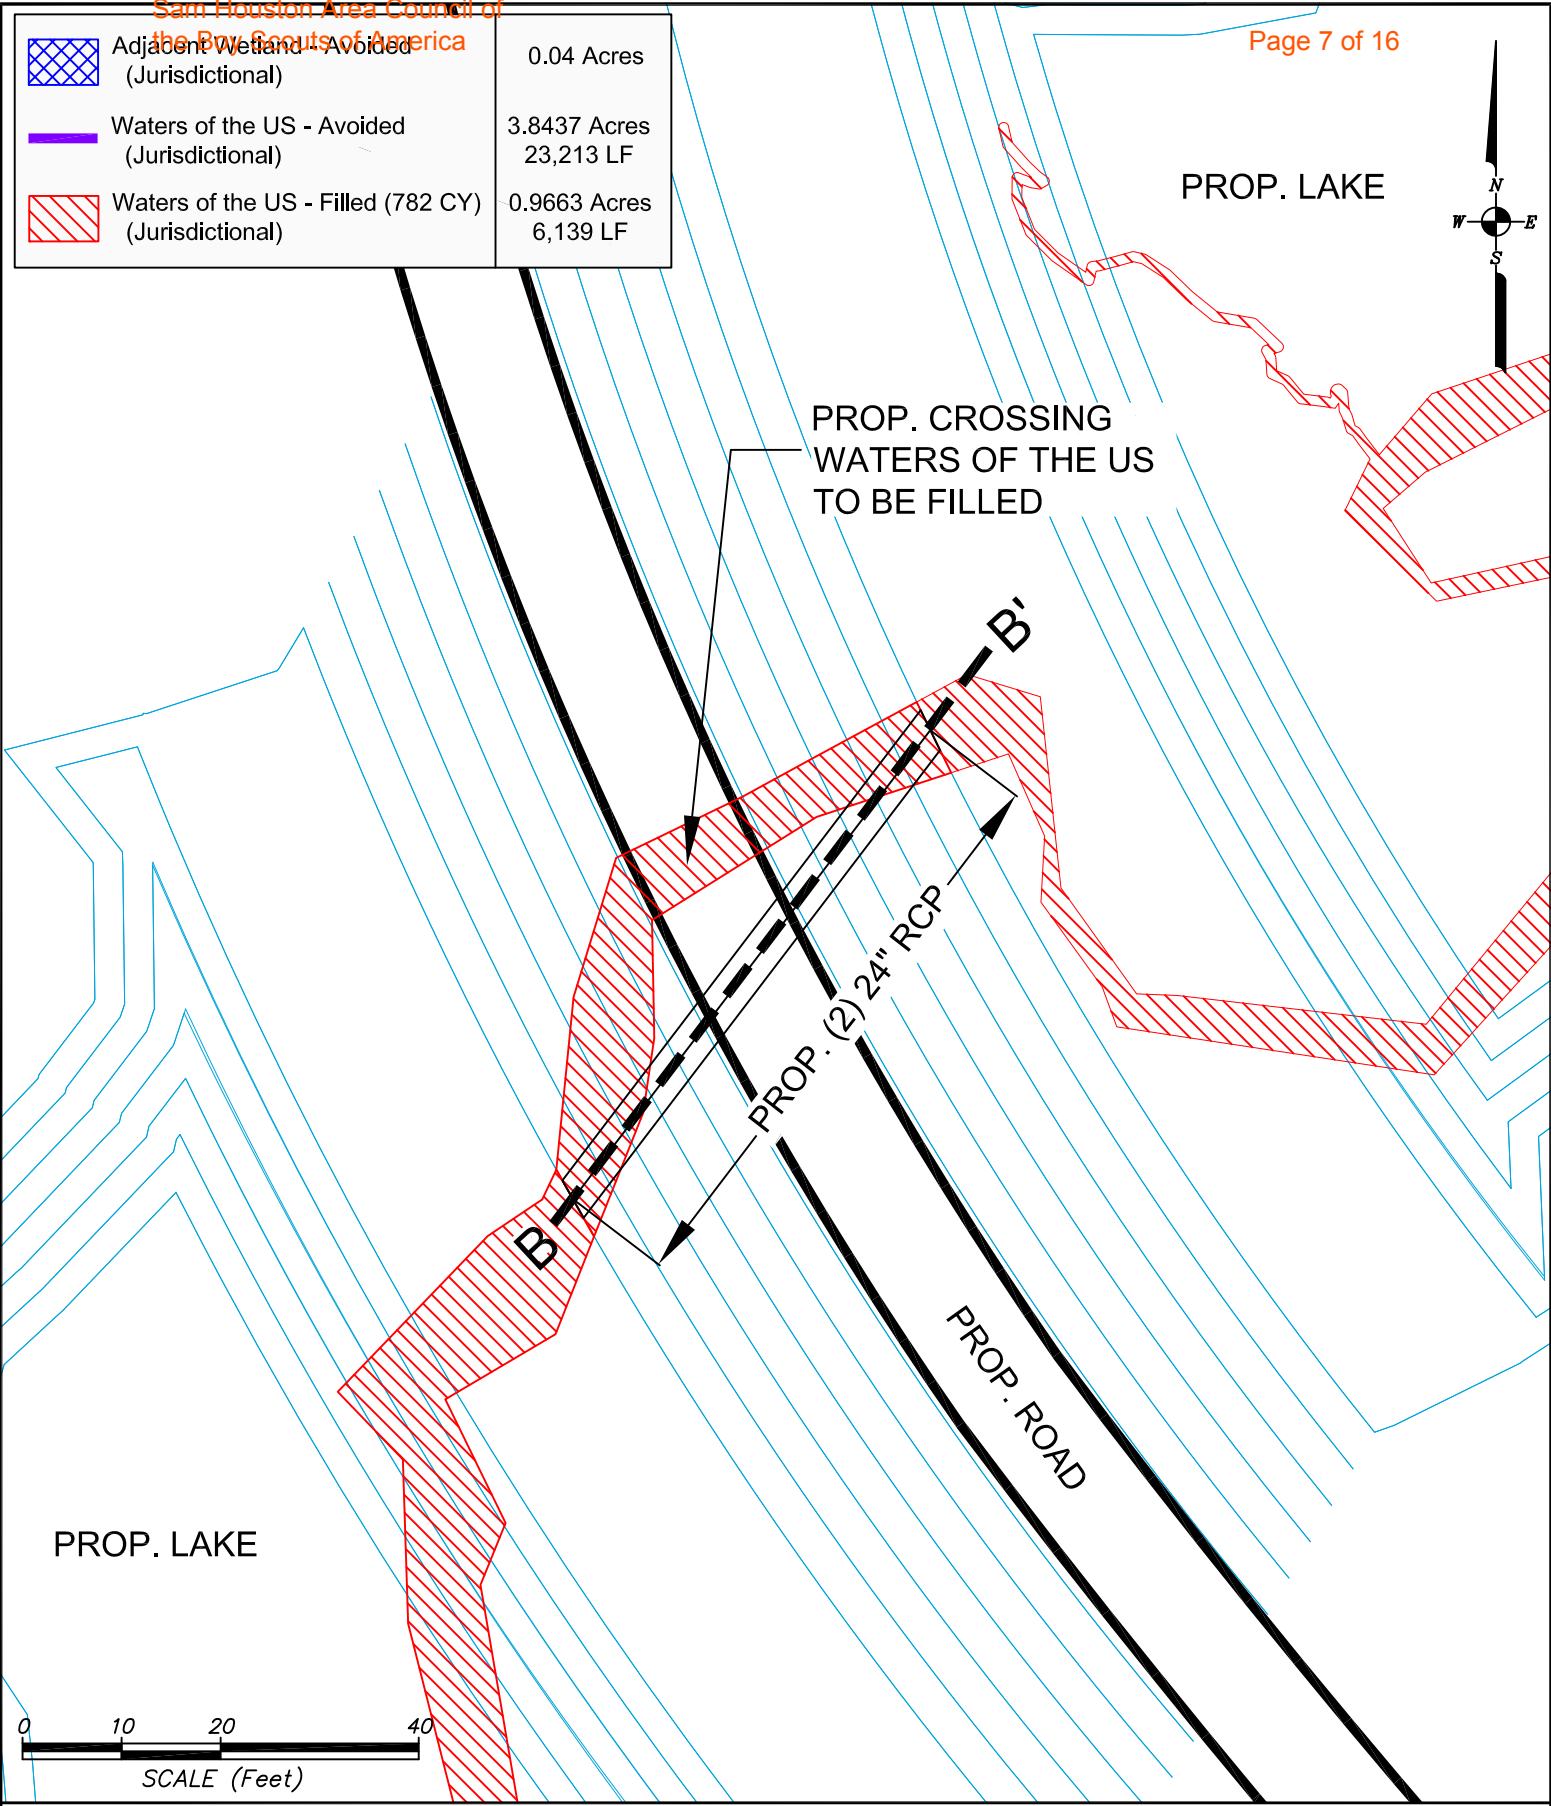 Sam Houston Area Council of
the Boy Scouts of America
Page 7 of 16
Adjacent Wetland - Avoided
(Jurisdictional)
0.04 Acres
Waters of the US - Avoided
(Jurisdictional)
3.8437 Acres
23,213 LF
Waters of the US - Filled (782 CY)
(Jurisdictional)
0.9663 Acres
6,139 LF
PROP. LAKE
N
W
E
S
PROP. CROSSING
WATERS OF THE US
TO BE FILLED
B'
PROP. (2) 24" RCP
B
PROP. ROAD
PROP. LAKE
0 10 20 40
SCALE (Feet)